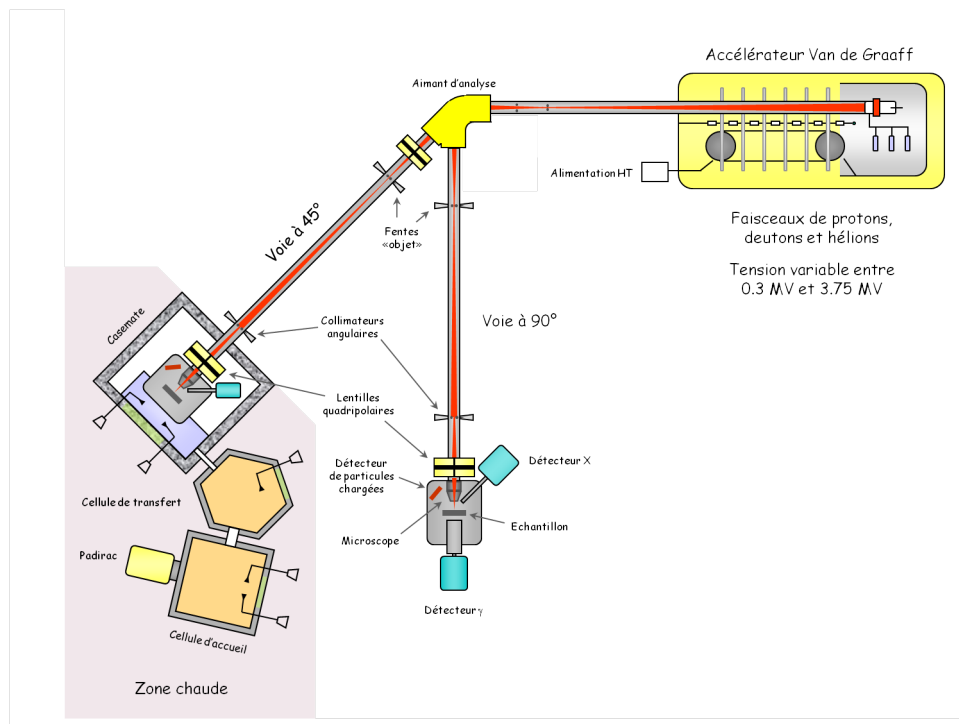 Accélérateur Van de Graaff
Aimant d'analyse
Alimentation HT
Faisceaux de protons,
deutons et hélions
Tension variable entre
0.3 MV et 3.75 MV
Voie à 45°
Fentes
«objet»
Voie à 90°
Collimateurs
angulaires
Casemate
Lentilles
quadripolaires
Détecteur X
Détecteur
de particules
chargées
Cellule de transfert
Echantillon
Microscope
Padirac
Détecteur γ
Cellule d'accueil
Zone chaude